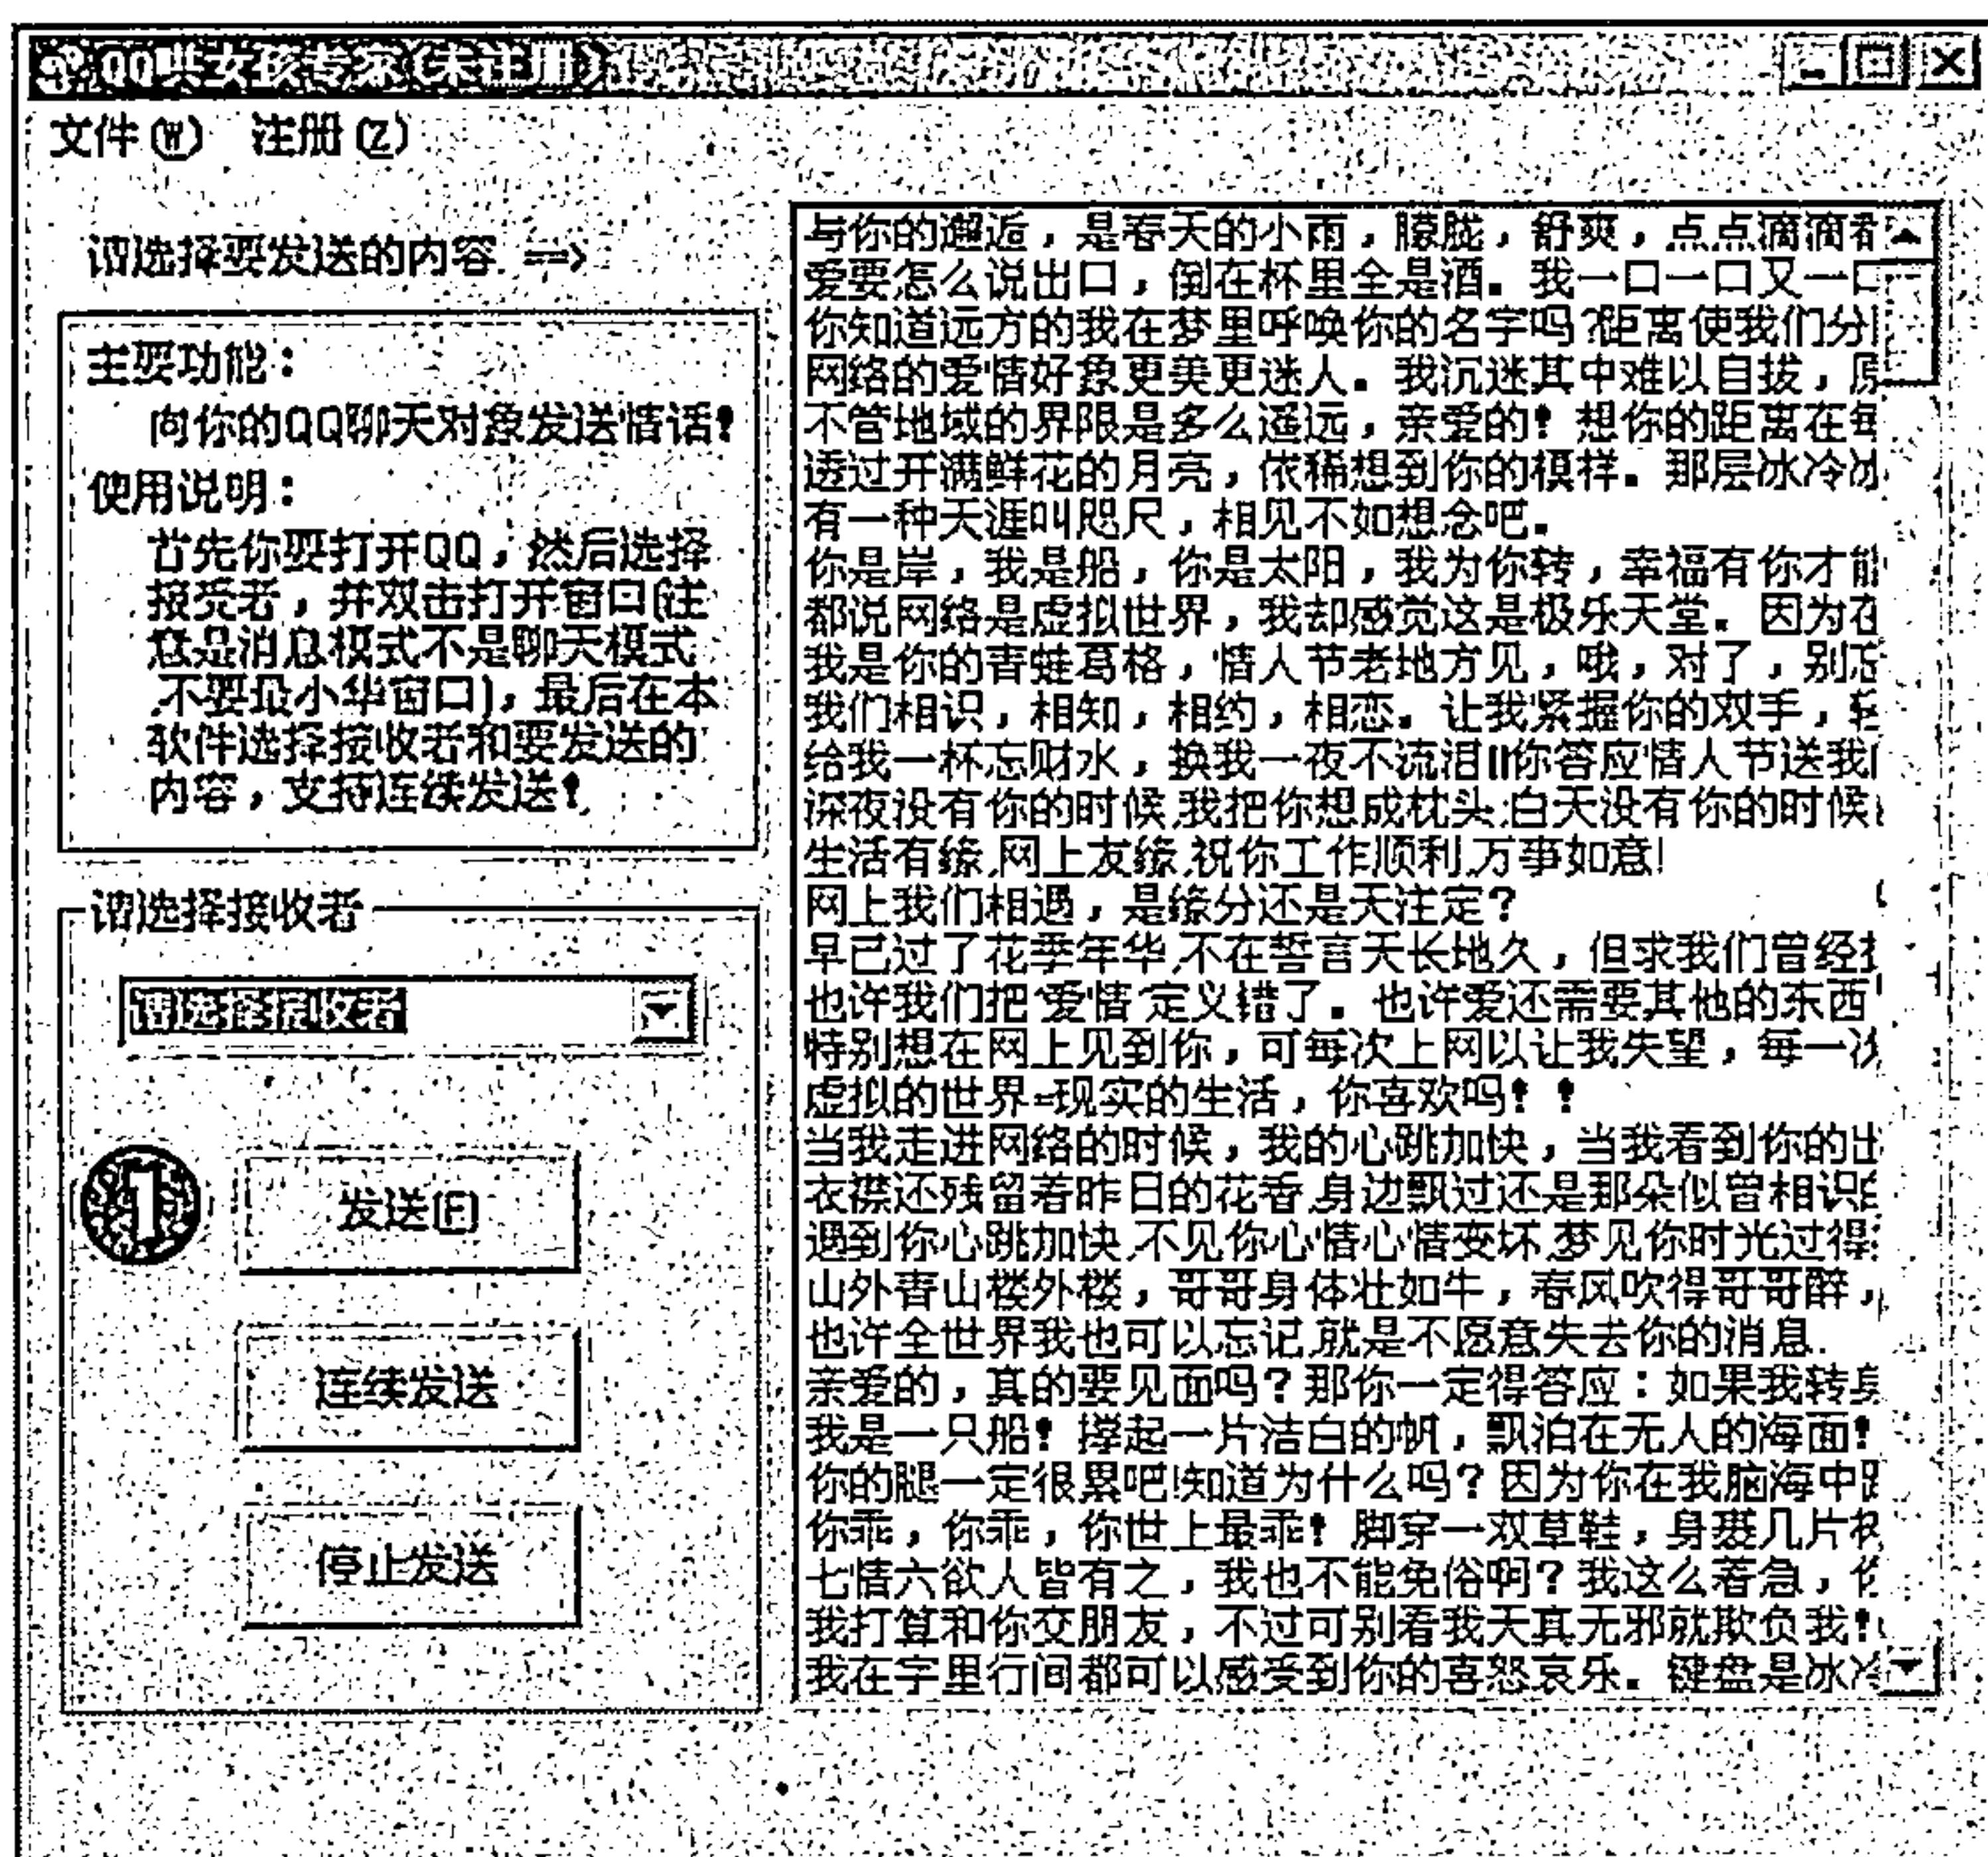 QQ哄女孩专家(未注册)
文件(W) 注册(Z)
请选择要发送的内容 ==>
主要功能：
向你的QQ聊天对象发送情话！
使用说明：
首先你要打开QQ，然后选择
接受者，并双击打开窗口(注
意是消息模式不是聊天模式
,不要最小华窗口)，最后在本
软件选择接收者和要发送的
内容，支持连续发送！
请选择接收者
请选择接收者
1
发送(F)
连续发送
停止发送
与你的邂逅，是春天的小雨，朦胧，舒爽，点点滴滴
爱要怎么说出口，倒在杯里全是酒。我一口一口又一口
你知道远方的我在梦里呼唤你的名字吗?距离使我们分
网络的爱情好象更美更迷人。我沉迷其中难以自拔，
不管地域的界限是多么遥远，亲爱的！想你的距离在每
透过开满鲜花的月亮，依稀想到你的模样。那层冰冷冰
有一种天涯叫咫尺，相见不如想念吧。
你是岸，我是船，你是太阳，我为你转，幸福有你才能
都说网络是虚拟世界，我却感觉这是极乐天堂。因为在
我是你的青蛙哥格，情人节老地方见，哦，对了，别忘
我们相识，相知，相约，相恋。让我紧握你的双手，轻
给我一杯忘财水，换我一夜不流泪!!!你答应情人节送我
深夜没有你的时候,我把你想成枕头;白天没有你的时候
生活有缘,网上友缘,祝你工作顺利,万事如意!
网上我们相遇，是缘分还是天注定？
早已过了花季年华,不在誓言天长地久，但求我们曾经
也许我们把'爱情'定义错了。也许爱还需要其他的东西
特别想在网上见到你，可每次上网以让我失望，每一次
虚拟的世界=现实的生活，你喜欢吗！！
当我走进网络的时候，我的心跳加快，当我看到你的出
衣襟还残留着昨日的花香,身边飘过还是那朵似曾相识
遇到你心跳加快,不见你心情心情变坏,梦见你时光过得
山外青山楼外楼，哥哥身体壮如牛，春风吹得哥哥醉，
也许全世界我也可以忘记,就是不愿意失去你的消息.
亲爱的，真的要见面吗？那你一定得答应：如果我转身
我是一只船！撑起一片洁白的帆，飘泊在无人的海面！
你的腿一定很累吧!知道为什么吗？因为你在我脑海中
你乖，你乖，你世上最乖！脚穿一双草鞋，身披几片
七情六欲人皆有之，我也不能免俗啊？我这么着急，
我打算和你交朋友，不过可别看我天真无邪就欺负我！
我在字里行间都可以感受到你的喜怒哀乐。键盘是冰冷